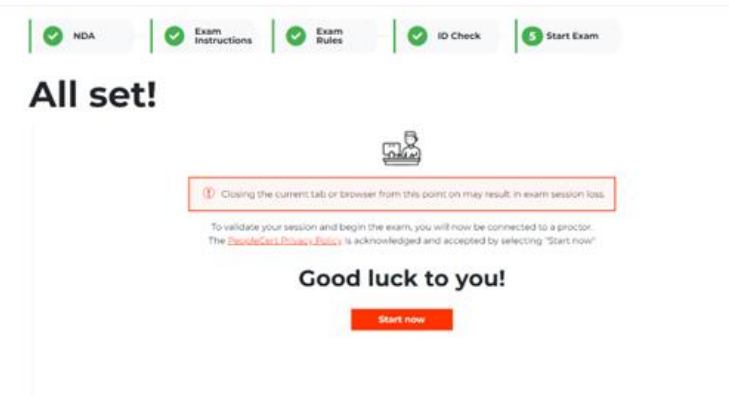 NDA
Exam
Instructions
Exam
Rules
ID Check
5 Start Exam
All set!
Closing the current tab or browser from this point on may result in exam session loss.
To validate your session and begin the exam, you will now be connected to a proctor.
The PeopleCert Privacy Policy is acknowledged and accepted by selecting "Start now"
Good luck to you!
Start now